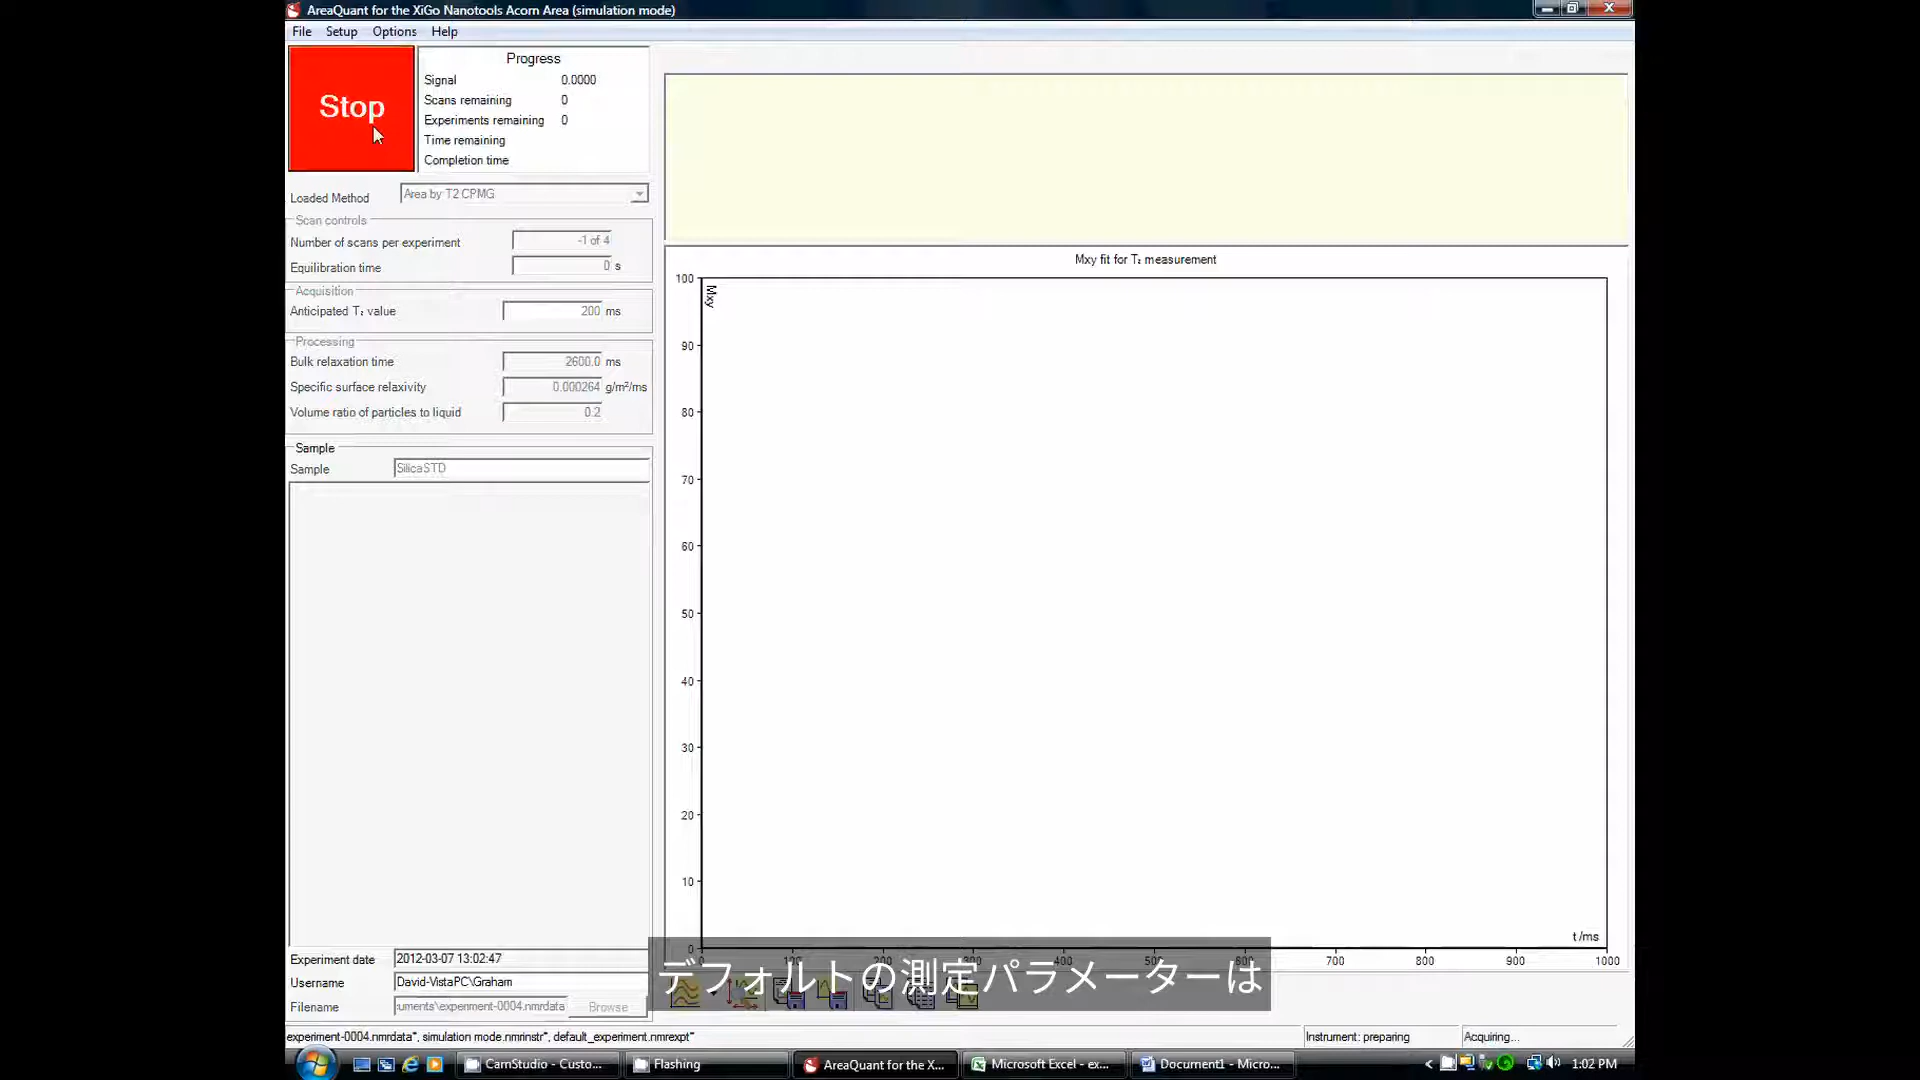 AreaQuant for the XiGo Nanotools Acorn Area (simulation mode)
File Setup Options Help
Stop
Progress
Signal 0.0000
Scans remaining 0
Experiments remaining 0
Time remaining
Completion time
Loaded Method Area by T2 CPMG
Scan controls
Number of scans per experiment -1 of 4
Equilibration time 0 s
Acquisition
Anticipated T₂ value 200 ms
Processing
Bulk relaxation time 2600.0 ms
Specific surface relaxivity 0.000264 g/m²/ms
Volume ratio of particles to liquid 0.2
Sample
Sample SilicaSTD
Experiment date 2012-03-07 13:02:47
Username David-VistaPC\Graham
Filename :uments\experiment-0004.nmrdata Browse
Mxy fit for T₂ measurement
Mxy
100
90
80
70
60
50
40
30
20
10
0
t /ms
0 100 200 300 400 500 600 700 800 900 1000
デフォルトの測定パラメーターは
experiment-0004.nmrdata*, simulation mode.nmrinstr*, default_experiment.nmrexpt*
Instrument: preparing
Acquiring...
CamStudio - Custo...
Flashing
AreaQuant for the X...
Microsoft Excel - ex...
Document1 - Micro...
1:02 PM